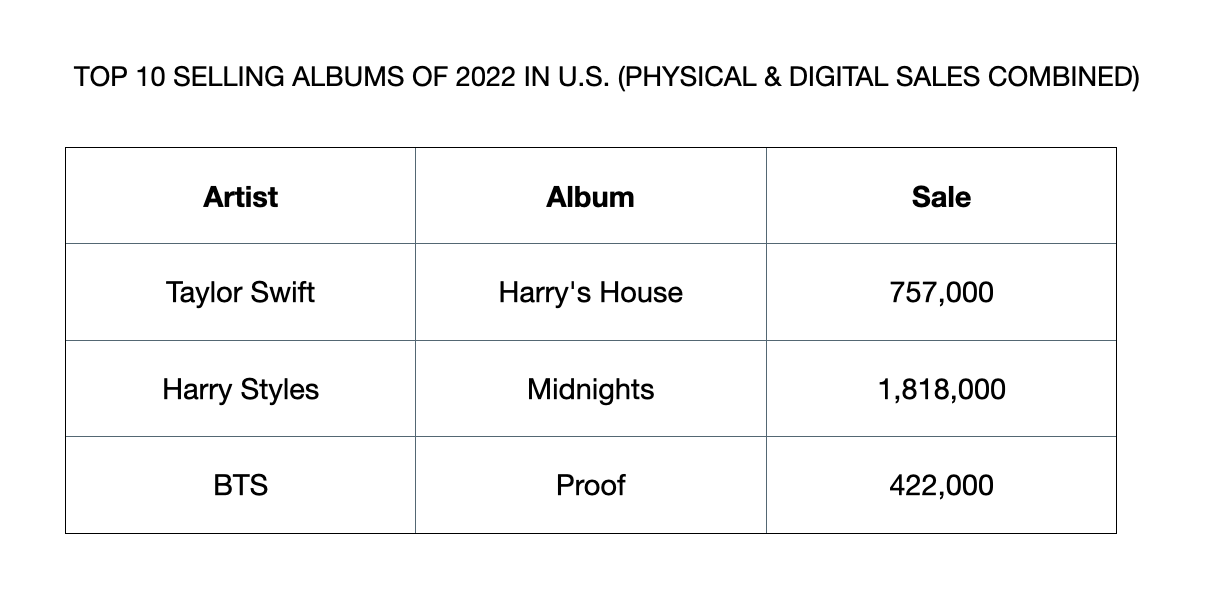 TOP 10 SELLING ALBUMS OF 2022 IN U.S. (PHYSICAL & DIGITAL SALES COMBINED)
Artist Album Sale
Taylor Swift Harry's House 757,000
Harry Styles Midnights 1,818,000
BTS Proof 422,000